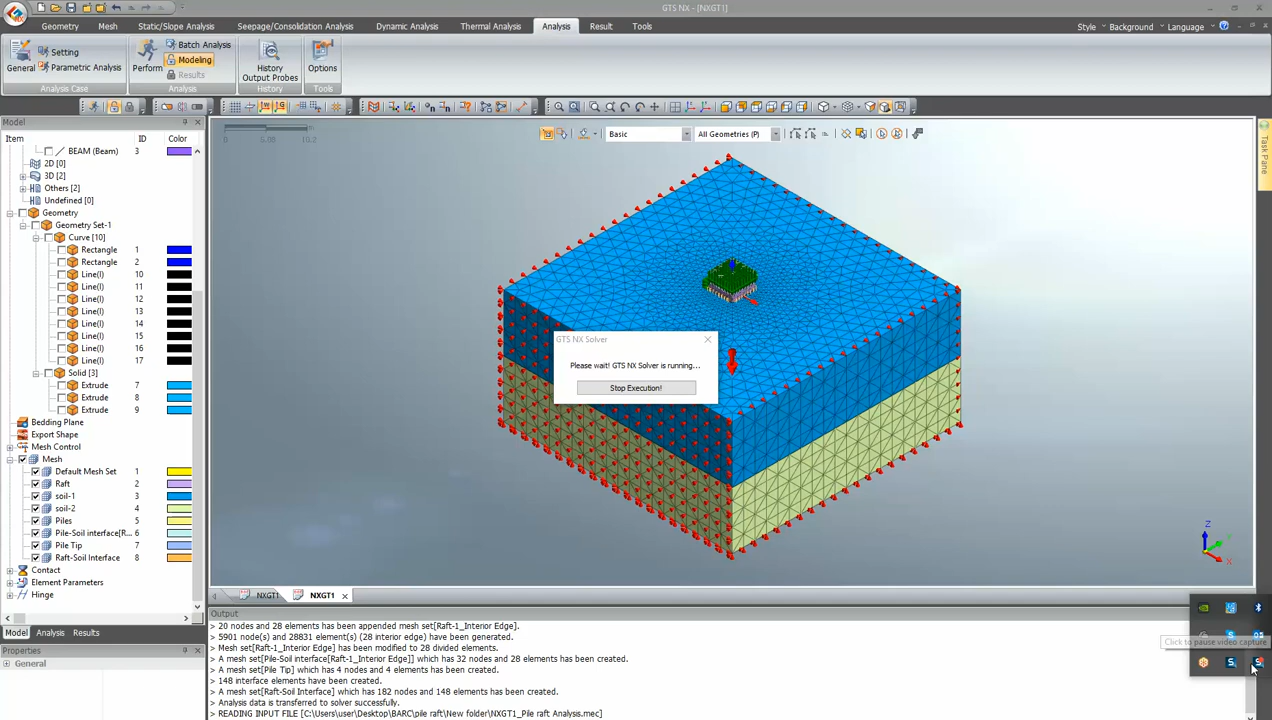 GTS NX - [NXGT1]
Geometry Mesh Static/Slope Analysis Seepage/Consolidation Analysis Dynamic Analysis Thermal Analysis Analysis Result Tools
Style Background Language
General
Setting
Parametric Analysis
Analysis Case
Perform
Batch Analysis
Modeling
Results
Analysis
History
Output Probes
History
Options
Tools
Model
Item ID Color
BEAM (Beam) 3
2D [0]
3D [2]
Others [2]
Undefined [0]
Geometry
Geometry Set-1
Curve [10]
Rectangle 1
Rectangle 2
Line(I) 10
Line(I) 11
Line(I) 12
Line(I) 13
Line(I) 14
Line(I) 15
Line(I) 16
Line(I) 17
Solid [3]
Extrude 7
Extrude 8
Extrude 9
Bedding Plane
Export Shape
Mesh Control
Mesh
Default Mesh Set 1
Raft 2
soil-1 3
soil-2 4
Piles 5
Pile-Soil interface[R... 6
Pile Tip 7
Raft-Soil Interface 8
Contact
Element Parameters
Hinge
Model Analysis Results
Properties
General
Basic
All Geometries (P)
Task Pane
0 5.08 10.2
m
GTS NX Solver
Please wait! GTS NX Solver is running...
Stop Execution!
Z
Y
X
NXGT1 NXGT1
Output
> 20 nodes and 28 elements has been appended mesh set[Raft-1_Interior Edge].
> 5901 node(s) and 28831 element(s) (28 interior edge) have been generated.
> Mesh set[Raft-1_Interior Edge] has been modified to 28 divided elements.
> A mesh set[Pile-Soil interface[Raft-1_Interior Edge]] which has 32 nodes and 28 elements has been created.
> A mesh set[Pile Tip] which has 4 nodes and 4 elements has been created.
> 148 interface elements have been created.
> A mesh set[Raft-Soil Interface] which has 182 nodes and 148 elements has been created.
> Analysis data is transferred to solver successfully.
> READING INPUT FILE [C:\Users\user\Desktop\BARC\pile raft\New folder\NXGT1_Pile raft Analysis.mec]
Click to pause video capture